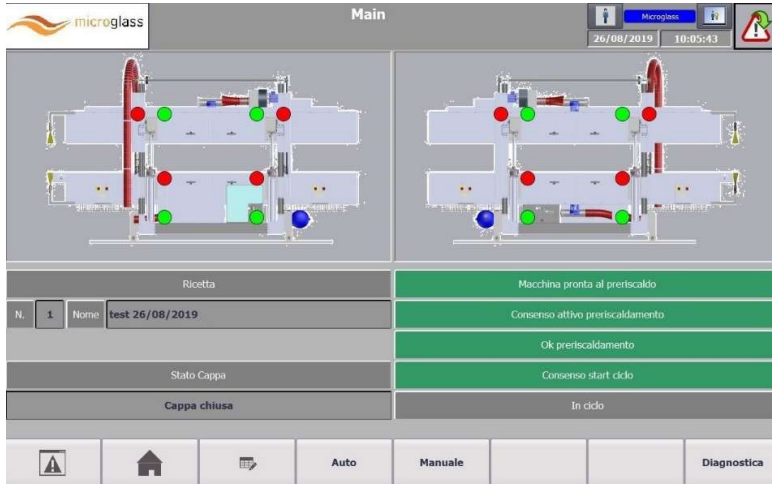 microglass
Main
Microglass
26/08/2019 10:05:43
Ricetta
N. 1 Nome test 26/08/2019
Stato Cappa
Cappa chiusa
Macchina pronta al preriscaldo
Consenso attivo preriscaldamento
Ok preriscaldamento
Consenso start ciclo
In ciclo
Auto Manuale Diagnostica